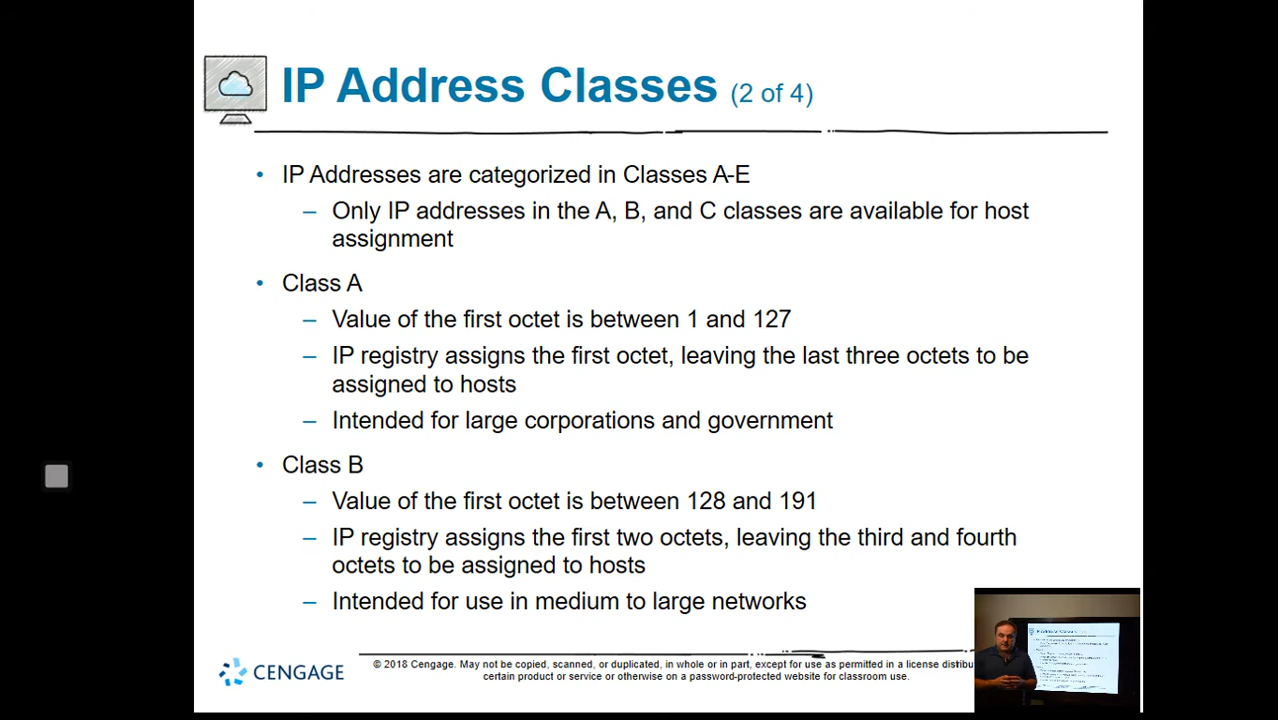 IP Address Classes (2 of 4)
• IP Addresses are categorized in Classes A-E
– Only IP addresses in the A, B, and C classes are available for host
assignment
• Class A
– Value of the first octet is between 1 and 127
– IP registry assigns the first octet, leaving the last three octets to be
assigned to hosts
– Intended for large corporations and government
• Class B
– Value of the first octet is between 128 and 191
– IP registry assigns the first two octets, leaving the third and fourth
octets to be assigned to hosts
– Intended for use in medium to large networks
CENGAGE
© 2018 Cengage. May not be copied, scanned, or duplicated, in whole or in part, except for use as permitted in a license
certain product or service or otherwise on a password-protected website for classroom use.
IP Address Classes